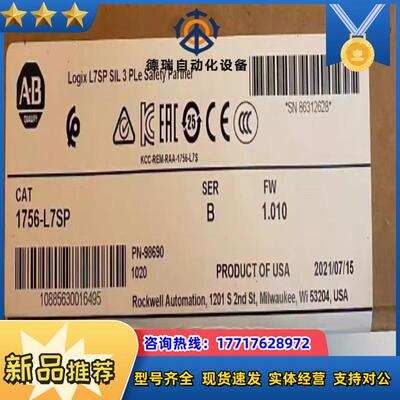 德瑞自动化设备
A-B
QUALITY
Logix L7SP SIL 3 PLe Safety Partner
*SN 86312628*
25
CCC
KCC-REM-RAA-1756-L7S
CAT
1756-L7SP
SER
B
FW
1.010
PN-98690
1020
PRODUCT OF USA
2021/07/15
10885630016495
Rockwell Automation, 1201 S 2nd St, Milwaukee, Wi 53204, USA
咨询热线：17717628972
新品推荐
型号齐全 现货速发 实体经营 支持对公